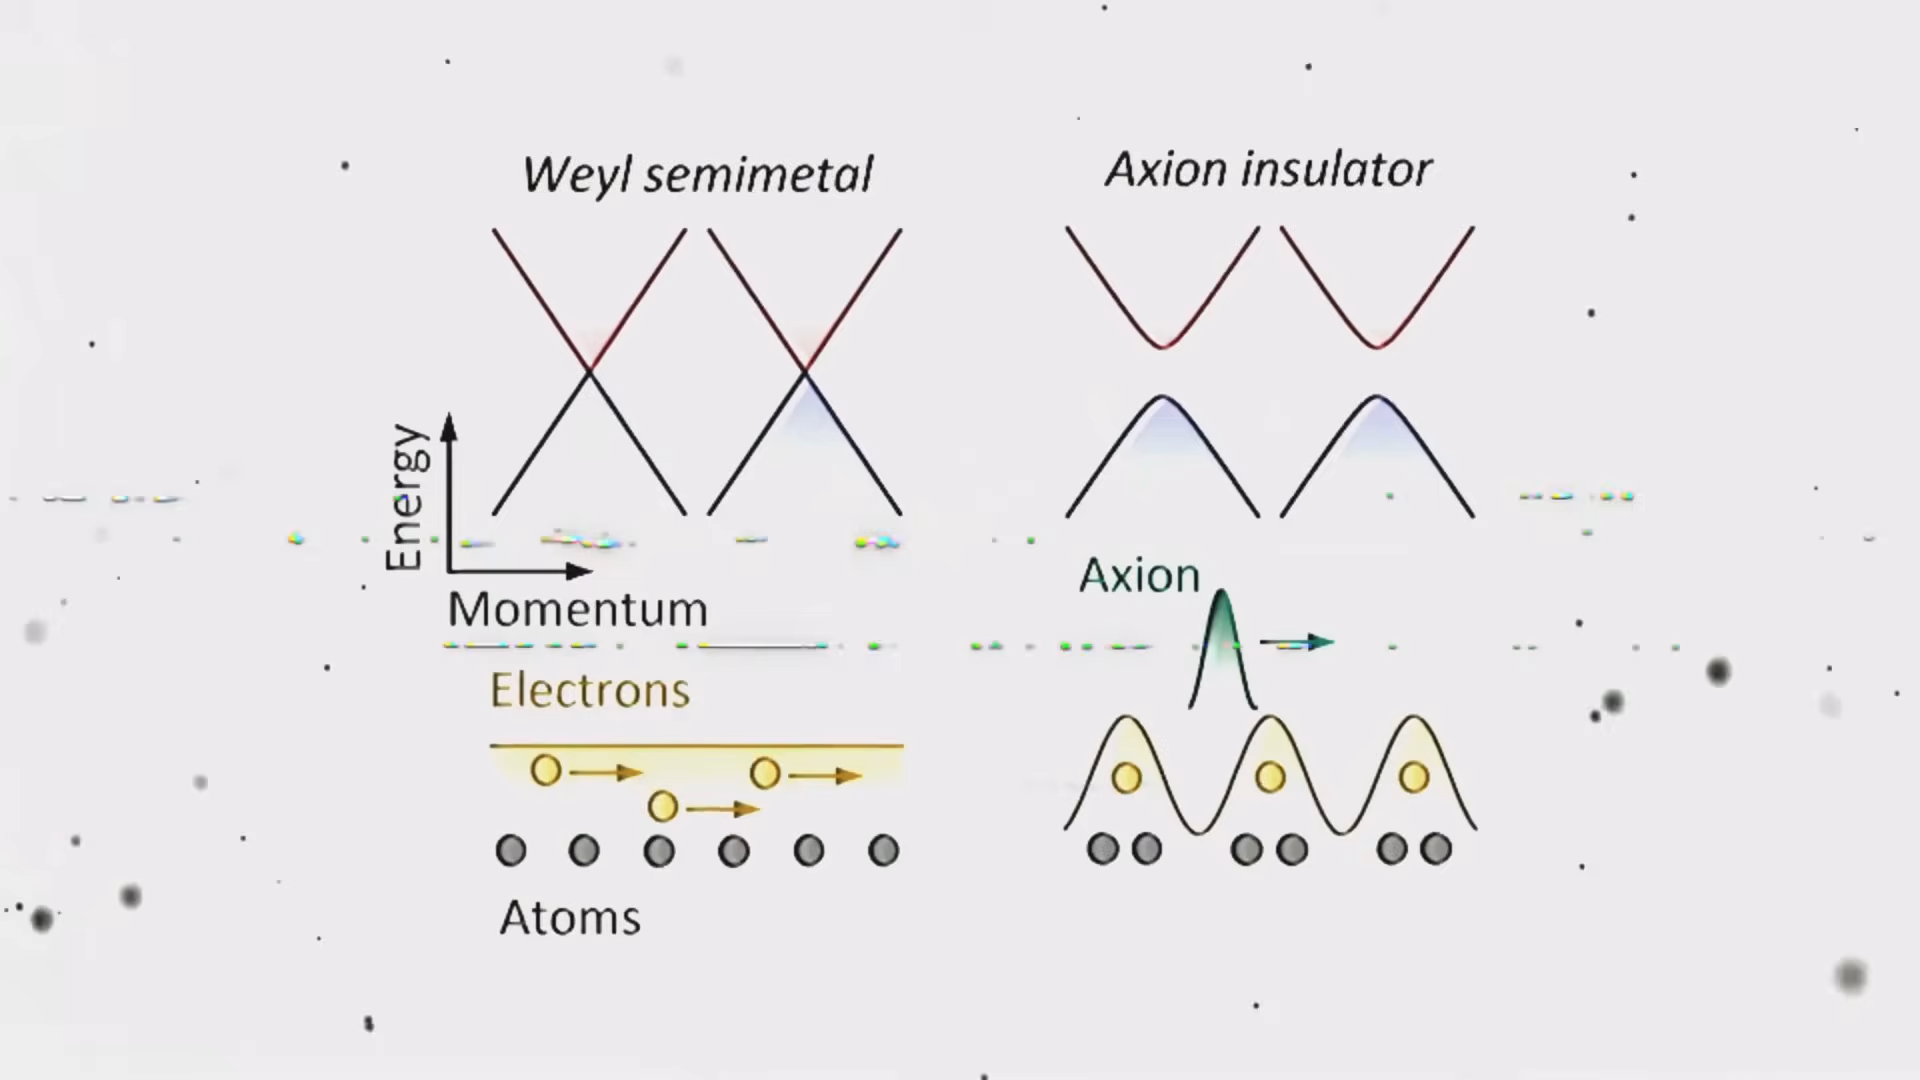 Weyl semimetal
Axion insulator
Energy
Momentum
Axion
Electrons
Atoms